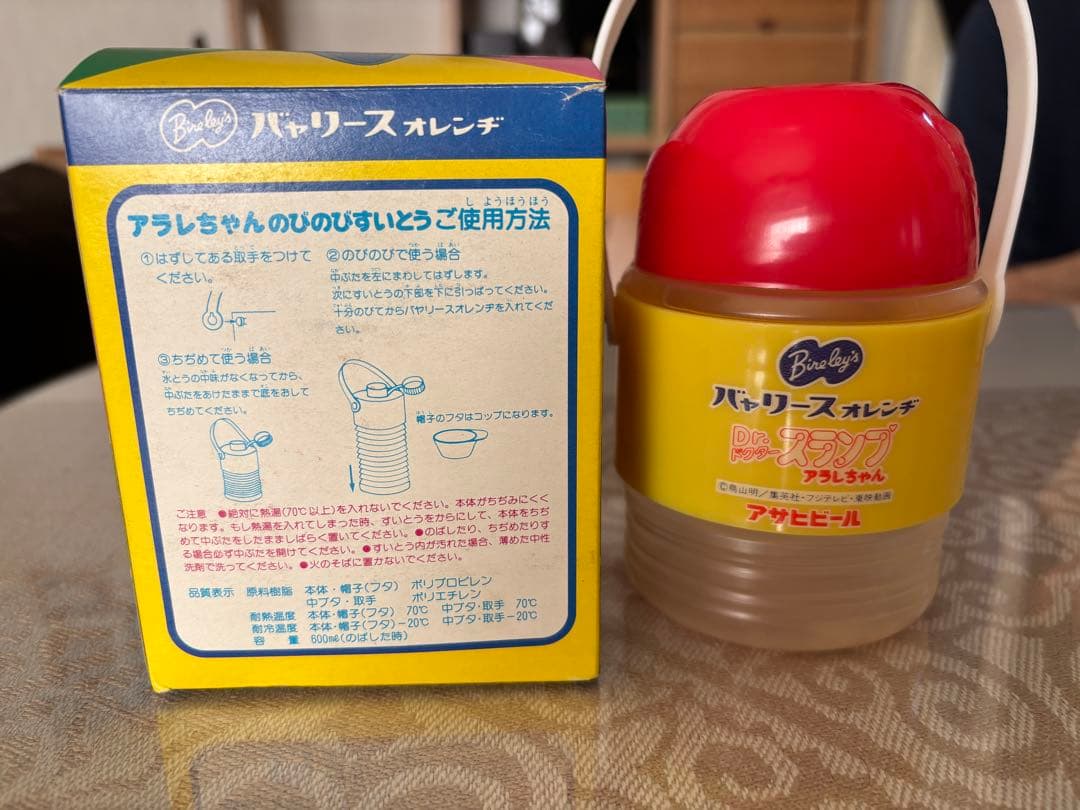 Bireley's バャリース オレンヂ
アラレちゃんのびのびすいとうご使用方法
しようほうほう
①はずしてある取手をつけて
ください。
②のびのびで使う場合
中ぶたを左にまわしてはずします。
次にすいとうの下部を下に引っぱってください。
十分のびてからバヤリースオレンヂを入れてくだ
さい。
③ちぢめて使う場合
水とうの中味がなくなってから、
中ぶたをあけたままで底をおして
ちぢめてください。
帽子のフタはコップになります。
ご注意 ●絶対に熱湯(70℃以上)を入れないでください。本体がちぢみにくく
なります。もし熱湯を入れてしまった時、すいとうをからにして、本体をちぢ
めて中ぶたをしたまましばらく置いてください。●のばしたり、ちぢめたりす
る場合必ず中ぶたを開けてください。●すいとう内が汚れた場合、薄めた中性
洗剤で洗ってください。●火のそばに置かないでください。
品質表示 原料樹脂 本体・帽子(フタ) ポリプロピレン
中ブタ・取手 ポリエチレン
耐熱温度 本体・帽子(フタ) 70℃ 中ブタ・取手 70℃
耐冷温度 本体・帽子(フタ)−20℃ 中ブタ・取手−20℃
容量 600mℓ(のばした時)
Bireley's
バャリース オレンヂ
Dr.スランプ
ドクター
アラレちゃん
©鳥山明/集英社・フジテレビ・東映動画
アサヒビール